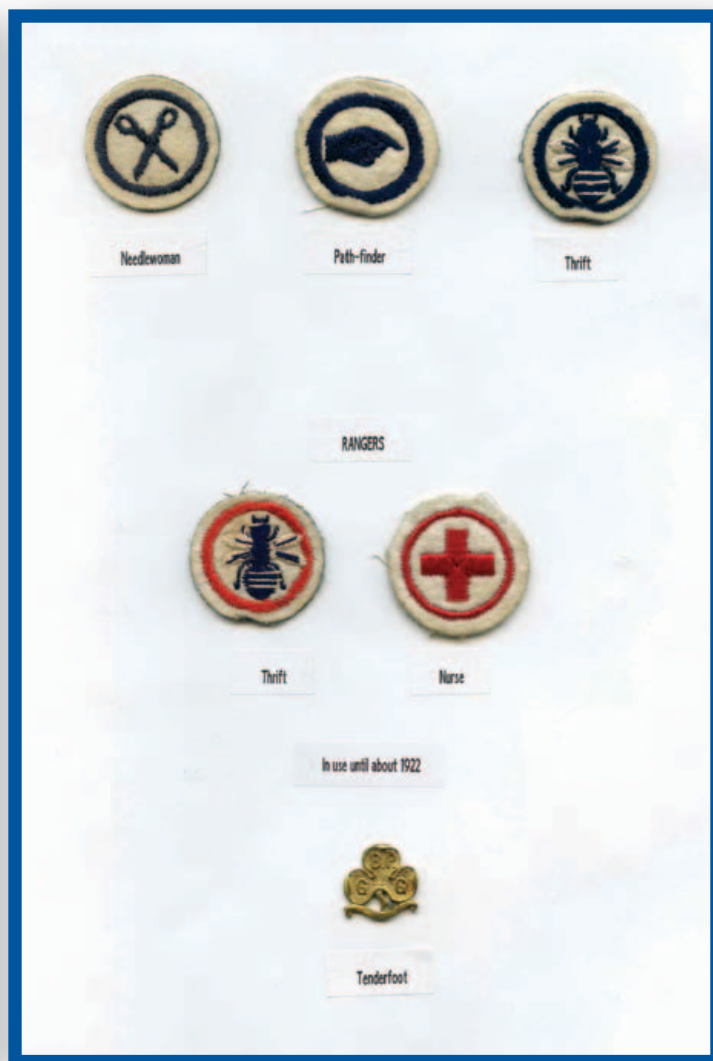 Needlewoman
Path-finder
Thrift
RANGERS
Thrift
Nurse
In use until about 1922
B.P.
G G
Tenderfoot